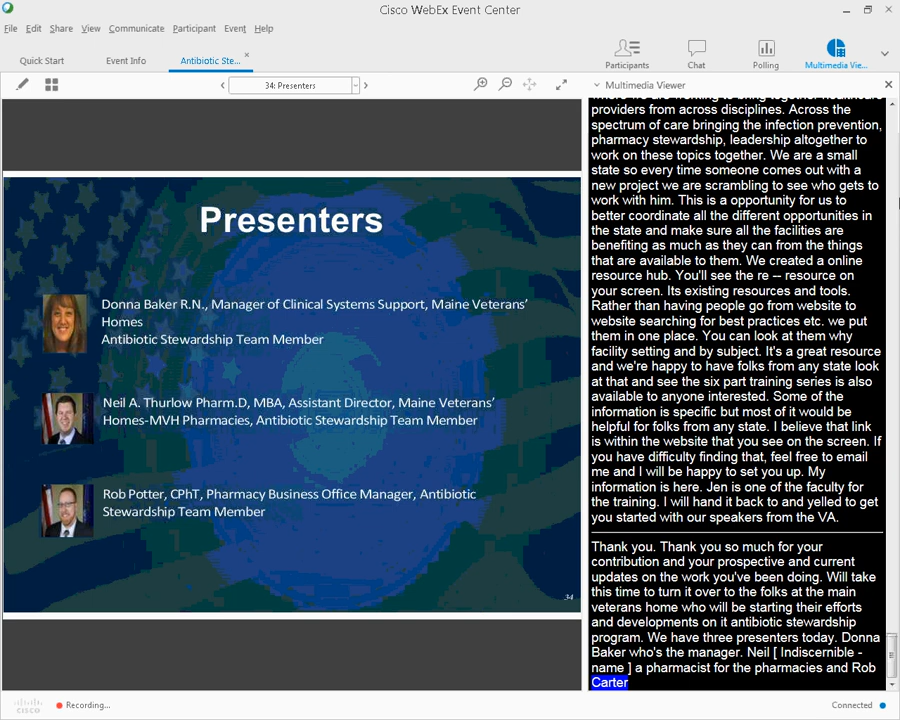 Cisco WebEx Event Center
File Edit Share View Communicate Participant Event Help
Quick Start
Event Info
Antibiotic Ste...
Participants
Chat
Polling
Multimedia Vie...
34: Presenters
Multimedia Viewer
Presenters
Donna Baker R.N., Manager of Clinical Systems Support, Maine Veterans'
Homes
Antibiotic Stewardship Team Member
Neil A. Thurlow Pharm.D, MBA, Assistant Director, Maine Veterans'
Homes-MVH Pharmacies, Antibiotic Stewardship Team Member
Rob Potter, CPhT, Pharmacy Business Office Manager, Antibiotic
Stewardship Team Member
34
providers from across disciplines. Across the
spectrum of care bringing the infection prevention,
pharmacy stewardship, leadership altogether to
work on these topics together. We are a small
state so every time someone comes out with a
new project we are scrambling to see who gets to
work with him. This is a opportunity for us to
better coordinate all the different opportunities in
the state and make sure all the facilities are
benefiting as much as they can from the things
that are available to them. We created a online
resource hub. You'll see the re -- resource on
your screen. Its existing resources and tools.
Rather than having people go from website to
website searching for best practices etc. we put
them in one place. You can look at them why
facility setting and by subject. It's a great resource
and we're happy to have folks from any state look
at that and see the six part training series is also
available to anyone interested. Some of the
information is specific but most of it would be
helpful for folks from any state. I believe that link
is within the website that you see on the screen. If
you have difficulty finding that, feel free to email
me and I will be happy to set you up. My
information is here. Jen is one of the faculty for
the training. I will hand it back to and yelled to get
you started with our speakers from the VA.
Thank you. Thank you so much for your
contribution and your prospective and current
updates on the work you've been doing. Will take
this time to turn it over to the folks at the main
veterans home who will be starting their efforts
and developments on it antibiotic stewardship
program. We have three presenters today. Donna
Baker who's the manager. Neil [ Indiscernible -
name ] a pharmacist for the pharmacies and Rob
Carter
cisco
Recording...
Connected